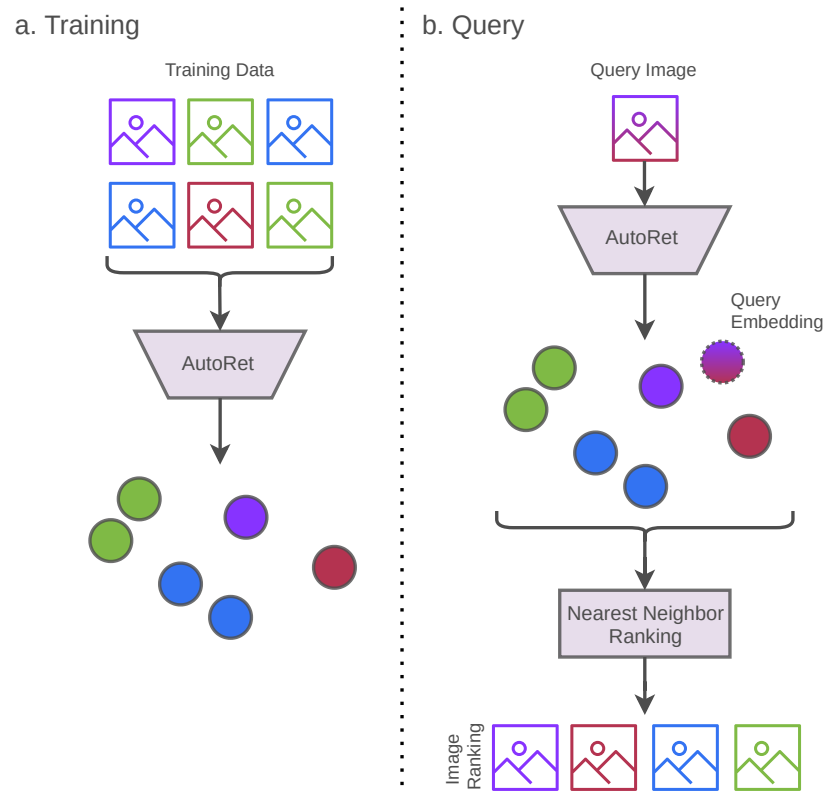 a. Training
Training Data
AutoRet
b. Query
Query Image
AutoRet
Query
Embedding
Nearest Neighbor
Ranking
Image
Ranking